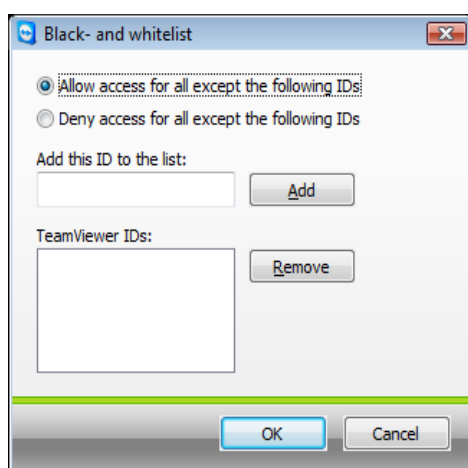 Black- and whitelist
Allow access for all except the following IDs
Deny access for all except the following IDs
Add this ID to the list:
Add
TeamViewer IDs:
Remove
OK
Cancel